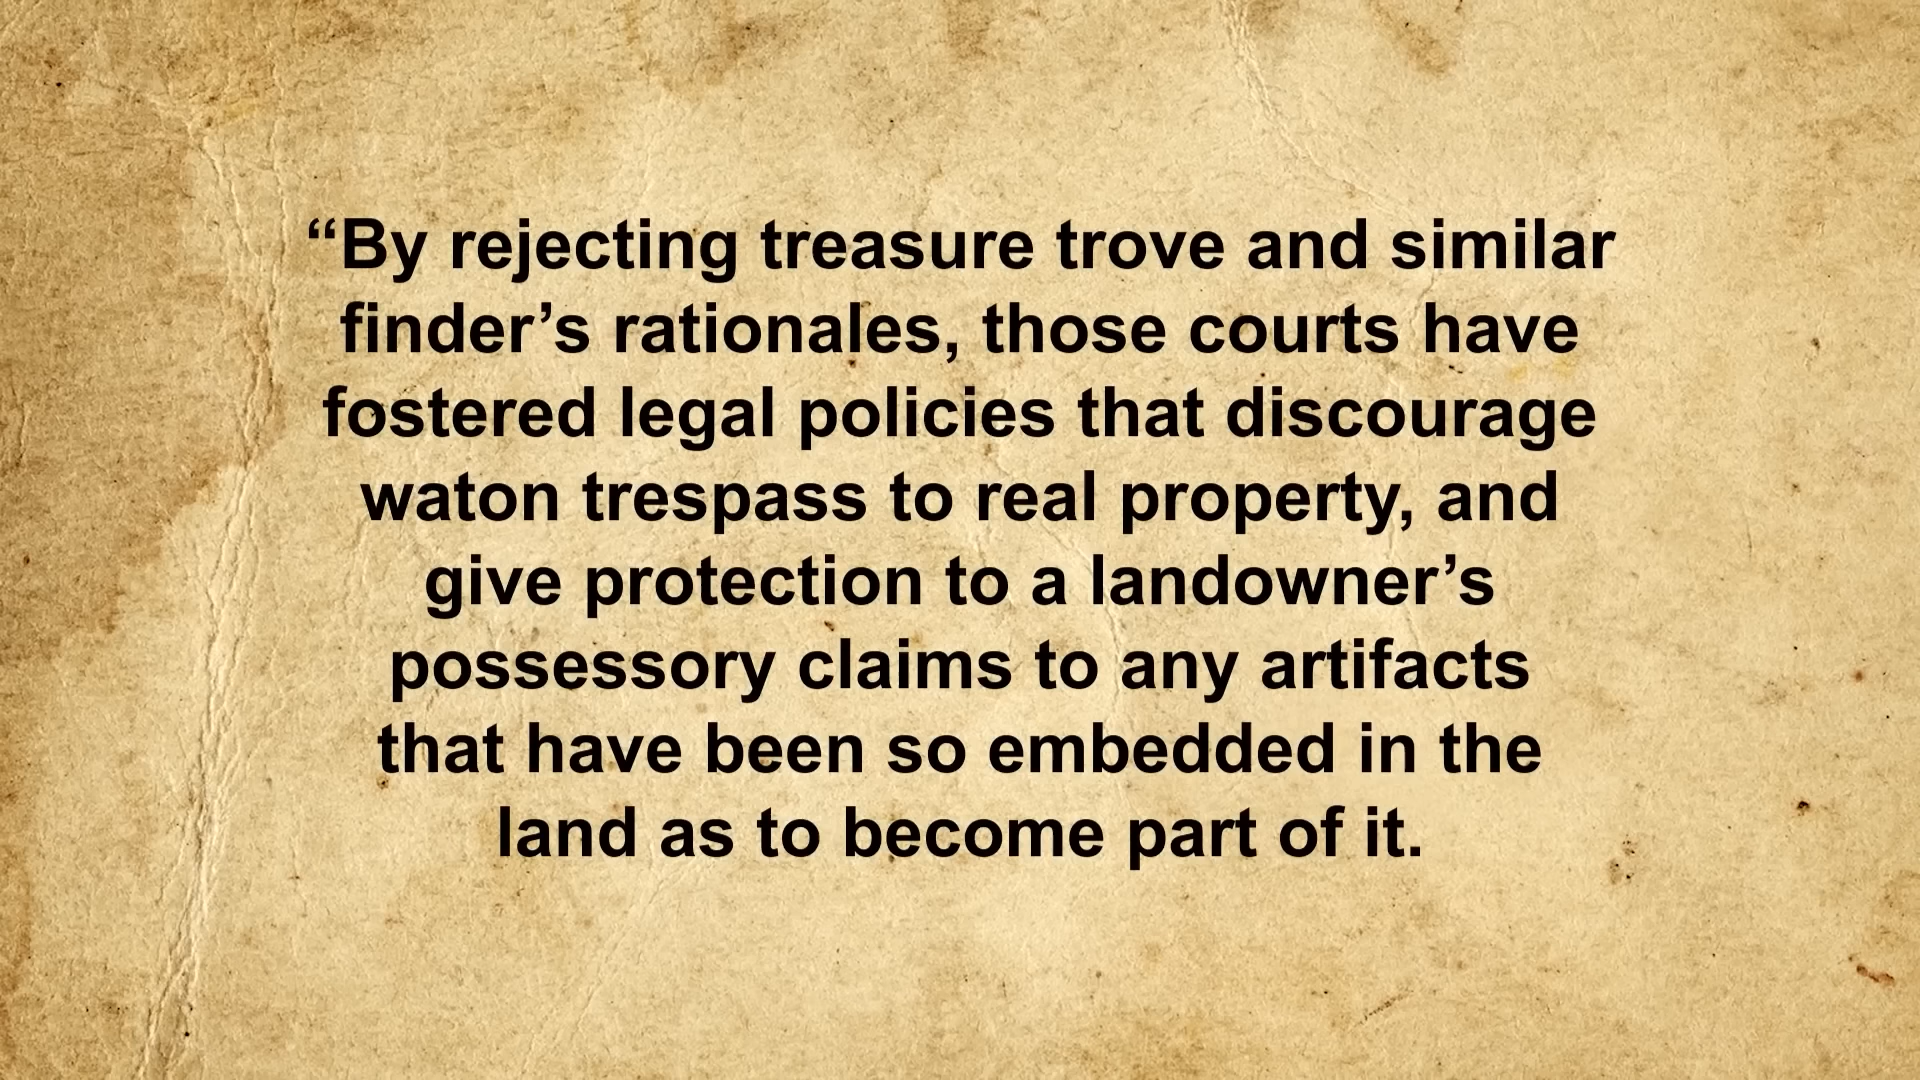 “By rejecting treasure trove and similar
finder’s rationales, those courts have
fostered legal policies that discourage
waton trespass to real property, and
give protection to a landowner’s
possessory claims to any artifacts
that have been so embedded in the
land as to become part of it.